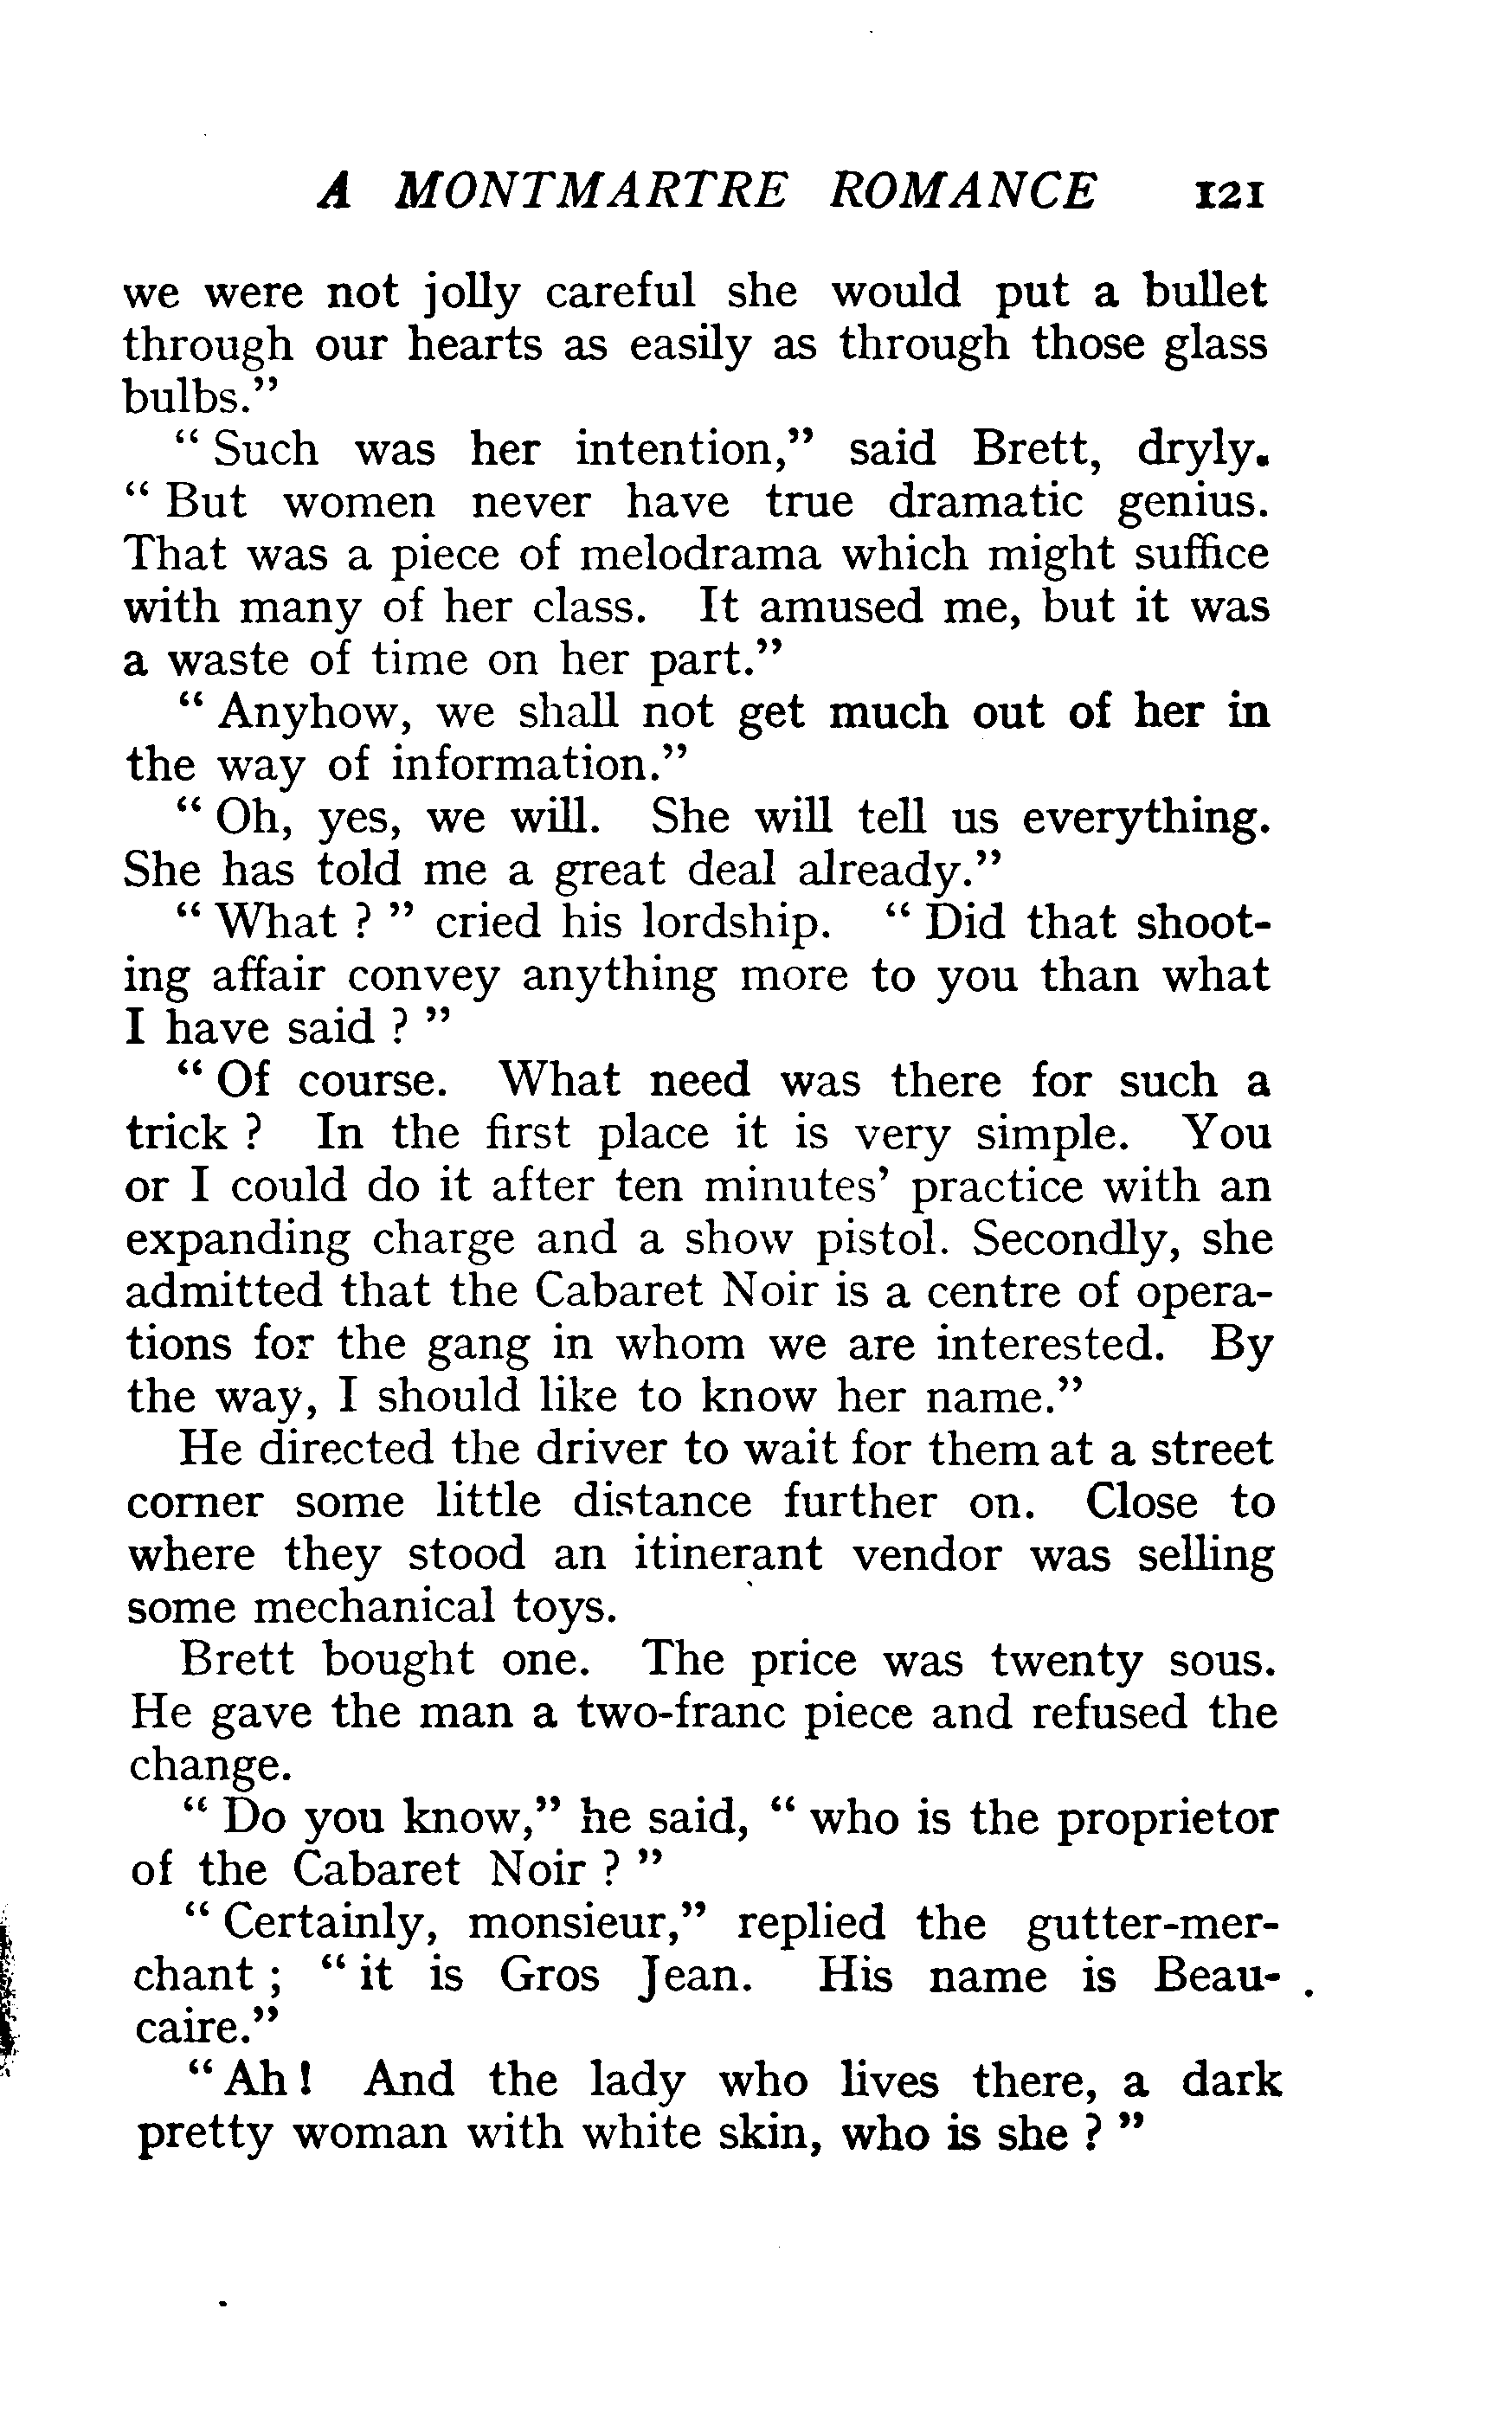 A MONTMARTRE ROMANCE 121
we were not jolly careful she would put a bullet
through our hearts as easily as through those glass
bulbs."
"Such was her intention," said Brett, dryly.
"But women never have true dramatic genius.
That was a piece of melodrama which might suffice
with many of her class. It amused me, but it was
a waste of time on her part."
"Anyhow, we shall not get much out of her in
the way of information."
"Oh, yes, we will. She will tell us everything.
She has told me a great deal already."
"What ?" cried his lordship. "Did that shoot-
ing affair convey anything more to you than what
I have said ?"
"Of course. What need was there for such a
trick ? In the first place it is very simple. You
or I could do it after ten minutes' practice with an
expanding charge and a show pistol. Secondly, she
admitted that the Cabaret Noir is a centre of opera-
tions for the gang in whom we are interested. By
the way, I should like to know her name."
He directed the driver to wait for them at a street
corner some little distance further on. Close to
where they stood an itinerant vendor was selling
some mechanical toys.
Brett bought one. The price was twenty sous.
He gave the man a two-franc piece and refused the
change.
"Do you know," he said, "who is the proprietor
of the Cabaret Noir ?"
"Certainly, monsieur," replied the gutter-mer-
chant ; "it is Gros Jean. His name is Beau-
caire."
"Ah! And the lady who lives there, a dark
pretty woman with white skin, who is she ?"